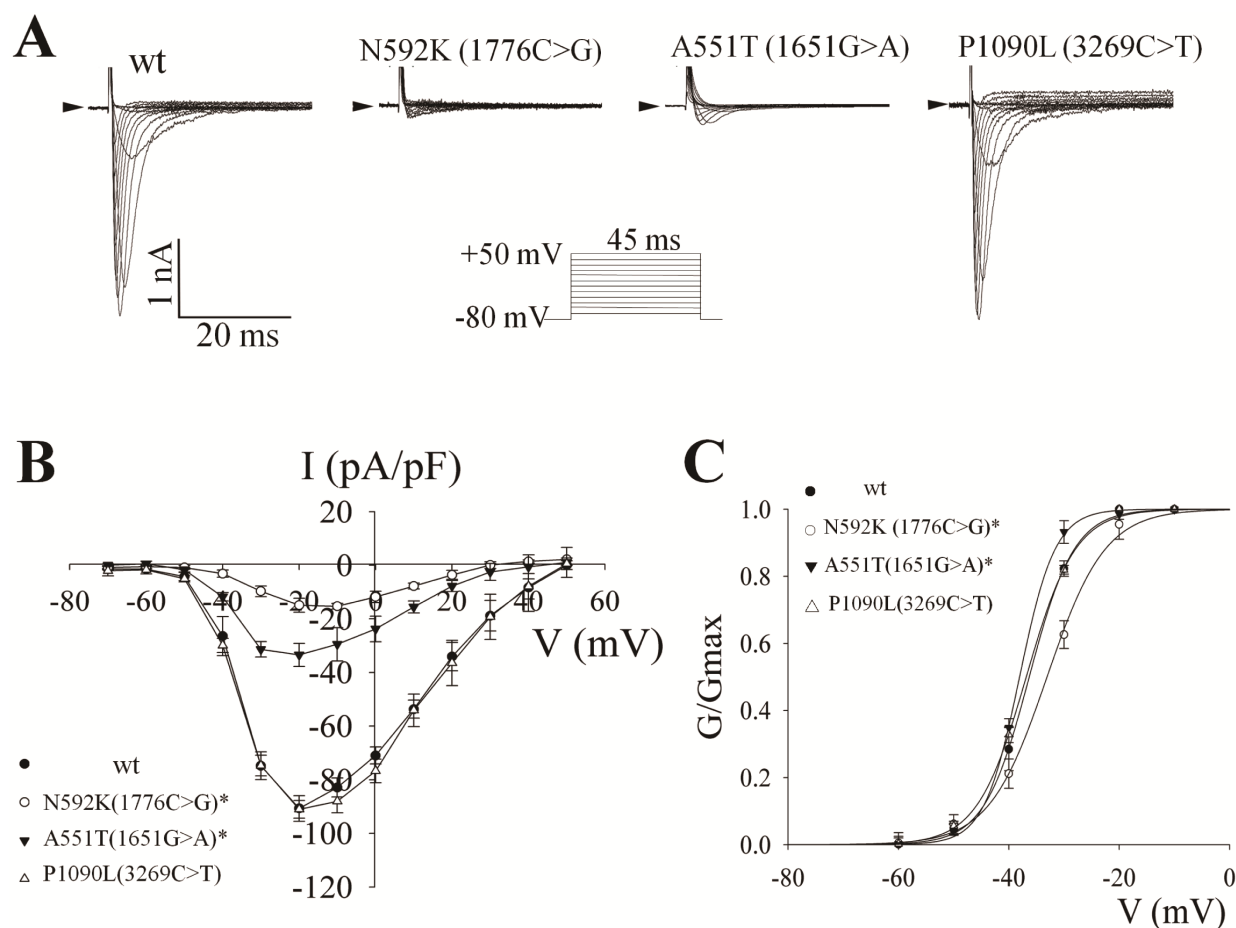 A
wt
N592K (1776C>G)
A551T (1651G>A)
P1090L (3269C>T)
1 nA
20 ms
+50 mV
45 ms
-80 mV
B
I (pA/pF)
20
0
-20
-40
-60
-80
-100
-120
-80
-60
-40
-20
0
20
40
60
V (mV)
wt
N592K(1776C>G)*
A551T(1651G>A)*
P1090L(3269C>T)
C
wt
N592K (1776C>G)*
A551T(1651G>A)*
P1090L(3269C>T)
G/Gmax
1.0
0.8
0.6
0.4
0.2
0.0
-80
-60
-40
-20
0
V (mV)